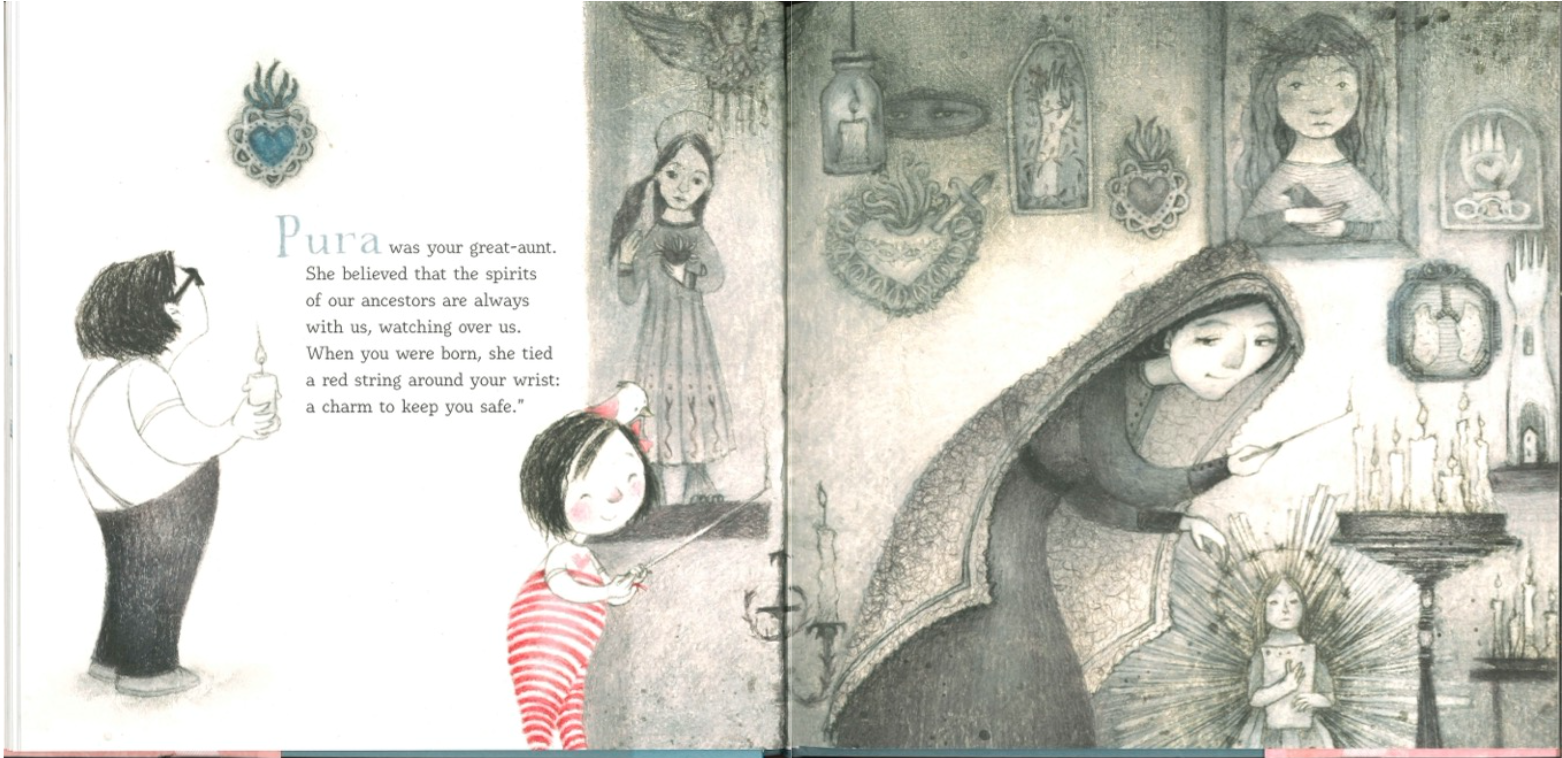 Pura was your great-aunt.
She believed that the spirits
of our ancestors are always
with us, watching over us.
When you were born, she tied
a red string around your wrist:
a charm to keep you safe.”